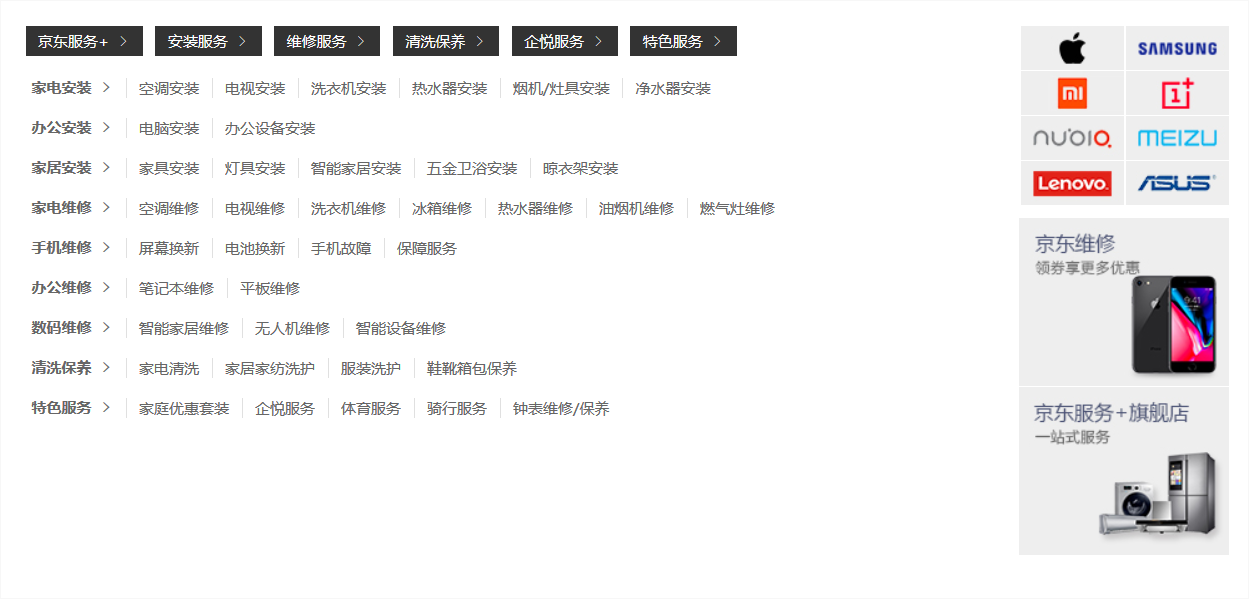 京东服务+ > 安装服务 > 维修服务 > 清洗保养 > 企悦服务 > 特色服务 >
家电安装 > 空调安装 电视安装 洗衣机安装 热水器安装 烟机/灶具安装 净水器安装
办公安装 > 电脑安装 办公设备安装
家居安装 > 家具安装 灯具安装 智能家居安装 五金卫浴安装 晾衣架安装
家电维修 > 空调维修 电视维修 洗衣机维修 冰箱维修 热水器维修 油烟机维修 燃气灶维修
手机维修 > 屏幕换新 电池换新 手机故障 保障服务
办公维修 > 笔记本维修 平板维修
数码维修 > 智能家居维修 无人机维修 智能设备维修
清洗保养 > 家电清洗 家居家纺洗护 服装洗护 鞋靴箱包保养
特色服务 > 家庭优惠套装 企悦服务 体育服务 骑行服务 钟表维修/保养
SAMSUNG
mi 1+
nubia MEIZU
Lenovo ASUS
京东维修
领券享更多优惠
9:41
京东服务+旗舰店
一站式服务